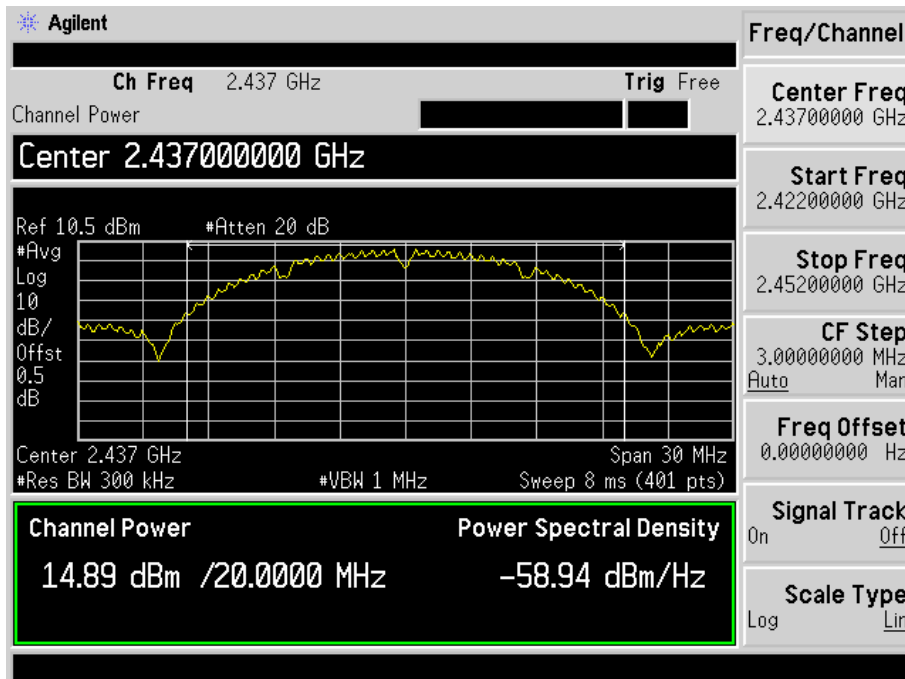 Agilent
Freq/Channel
Ch Freq 2.437 GHz Trig Free
Channel Power
Center 2.437000000 GHz
Ref 10.5 dBm #Atten 20 dB
#Avg
Log
10
dB/
Offst
0.5
dB
Center 2.437 GHz Span 30 MHz
#Res BW 300 kHz #VBW 1 MHz Sweep 8 ms (401 pts)
Channel Power Power Spectral Density
14.89 dBm /20.0000 MHz -58.94 dBm/Hz
Center Freq
2.43700000 GHz
Start Freq
2.42200000 GHz
Stop Freq
2.45200000 GHz
CF Step
3.00000000 MHz
Auto Man
Freq Offset
0.00000000 Hz
Signal Track
On Off
Scale Type
Log Lin